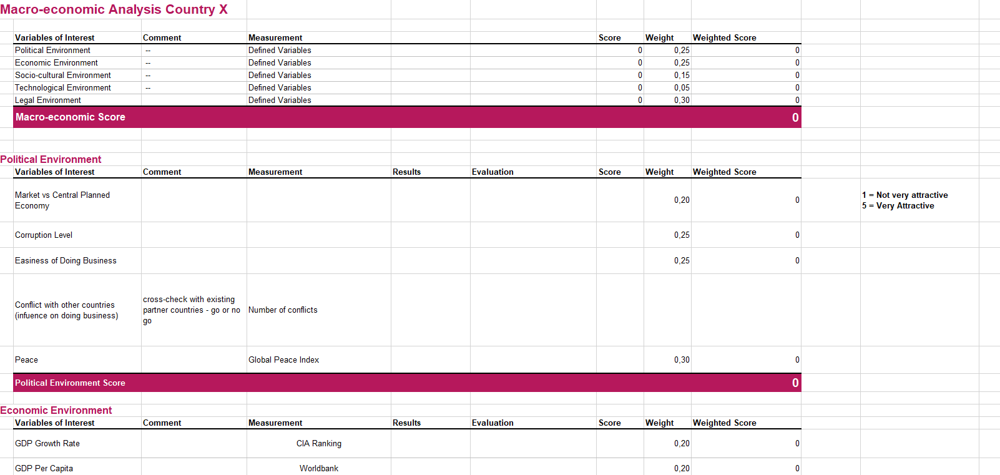 Macro-economic Analysis Country X
Variables of Interest Comment Measurement Score Weight Weighted Score
Political Environment -- Defined Variables 0 0,25 0
Economic Environment -- Defined Variables 0 0,25 0
Socio-cultural Environment -- Defined Variables 0 0,15 0
Technological Environment -- Defined Variables 0 0,05 0
Legal Environment Defined Variables 0 0,30 0
Macro-economic Score 0
Political Environment
Variables of Interest Comment Measurement Results Evaluation Score Weight Weighted Score
Market vs Central Planned
Economy
0,20 0
1 = Not very attractive
5 = Very Attractive
Corruption Level 0,25 0
Easiness of Doing Business 0,25 0
Conflict with other countries
(infuence on doing business)
cross-check with existing
partner countries - go or no
go
Number of conflicts
Peace Global Peace Index 0,30 0
Political Environment Score 0
Economic Environment
Variables of Interest Comment Measurement Results Evaluation Score Weight Weighted Score
GDP Growth Rate CIA Ranking 0,20 0
GDP Per Capita Worldbank 0,20 0